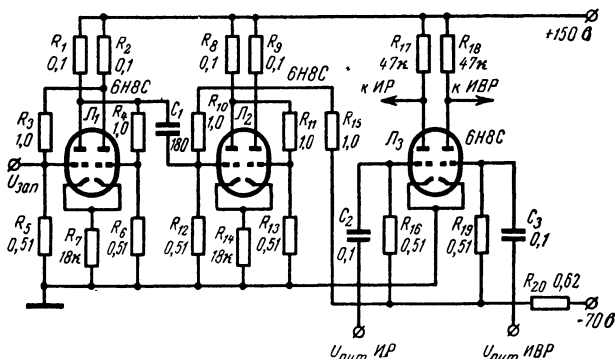 R1
0,1
R2
0,1
R8
0,1
R9
0,1
R17
47к
R18
47к
+150 в
6Н8С
6Н8С
к ИР
к ИВР
R3
1,0
Л1
R4
1,0
C1
180
R10
1,0
Л2
R11
1,0
R15
1,0
Л3
6Н8С
Uзап
R5
0,51
R7
18к
R6
0,51
R12
0,51
R14
18к
R13
0,51
C2
0,1
R16
0,51
R19
0,51
C3
0,1
R20 0,62
-70 в
Uпит ИР
Uпит ИВР